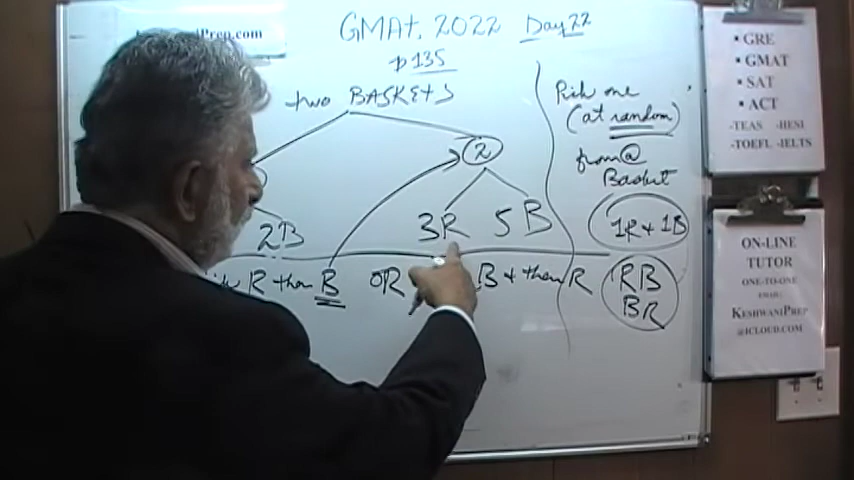 Prep.com
GMAT, 2022 Day 22
p 135
two BASKETS
2
2B
3R 5B
R then B OR B & then R
Pick one
(at random)
from @
Basket
1R & 1B
RB
BR
• GRE
• GMAT
• SAT
• ACT
-TEAS -HESI
-TOEFL -IELTS
ON-LINE
TUTOR
ONE-TO-ONE
EMAIL:
KESHWANIPREP
@ICLOUD.COM